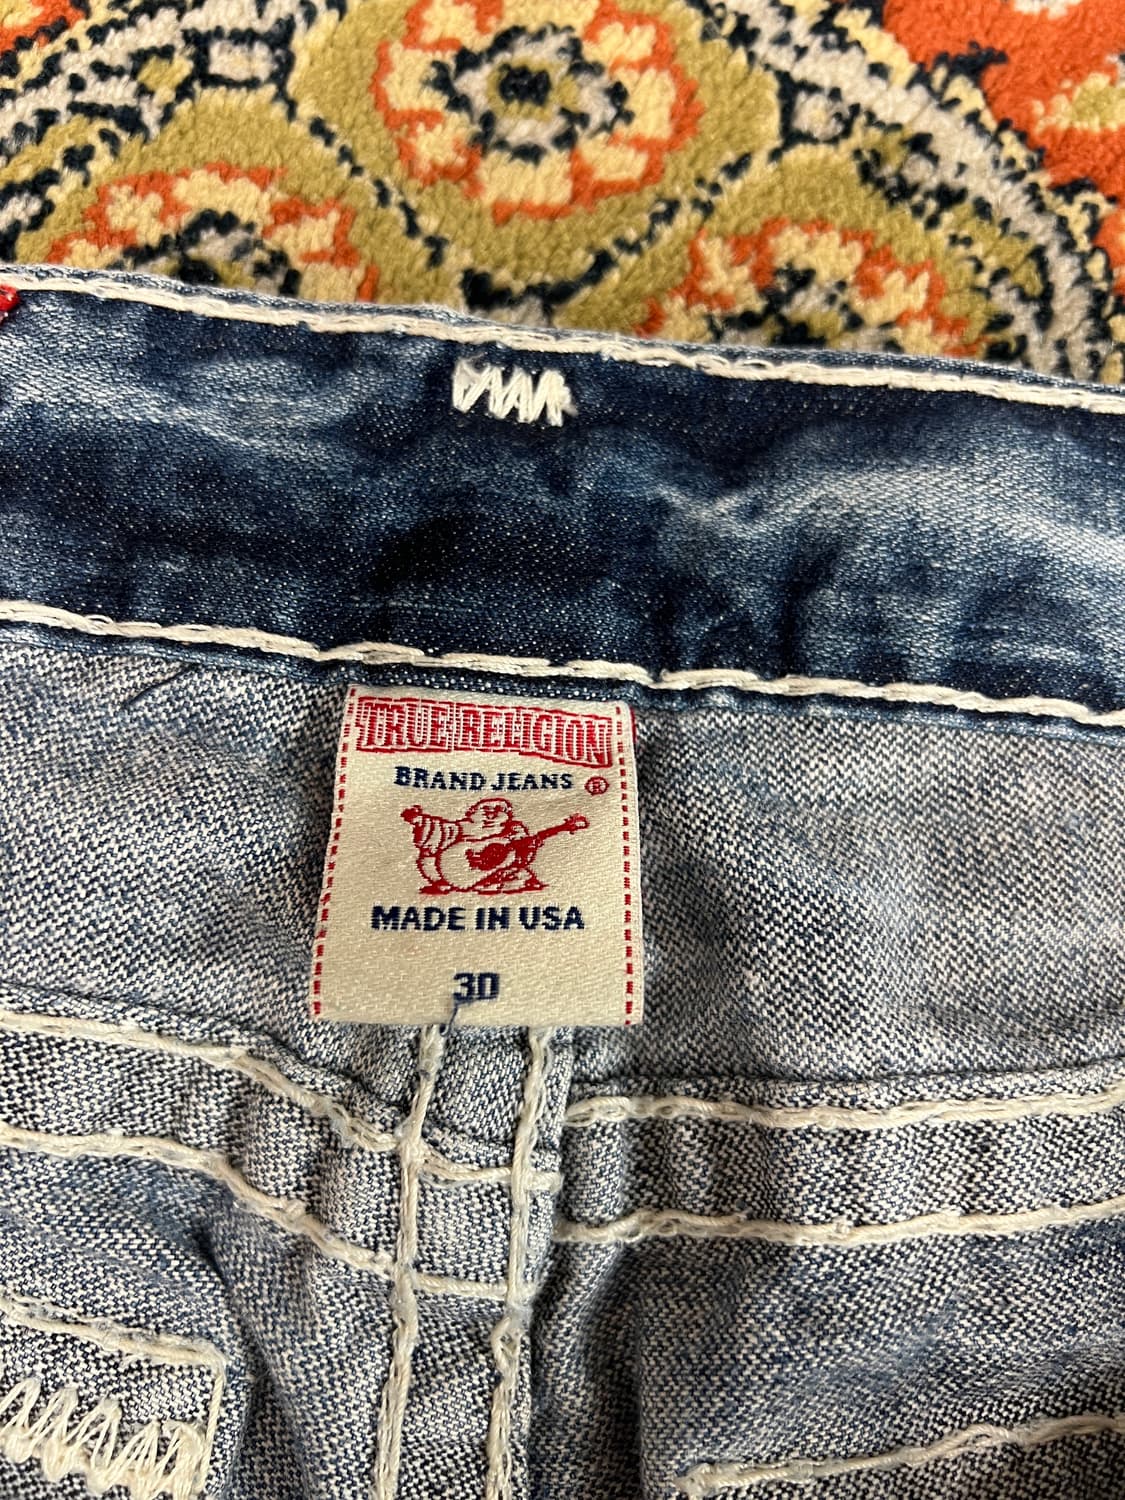 TRUE RELIGION
BRAND JEANS ®
MADE IN USA
30